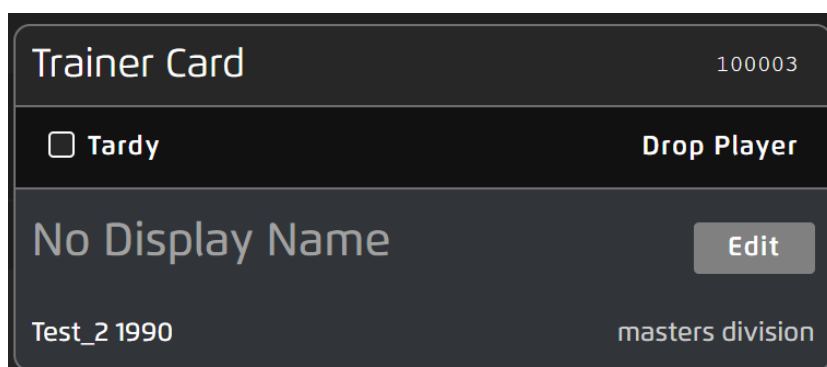 Trainer Card 100003
Tardy Drop Player
No Display Name Edit
Test_2 1990 masters division